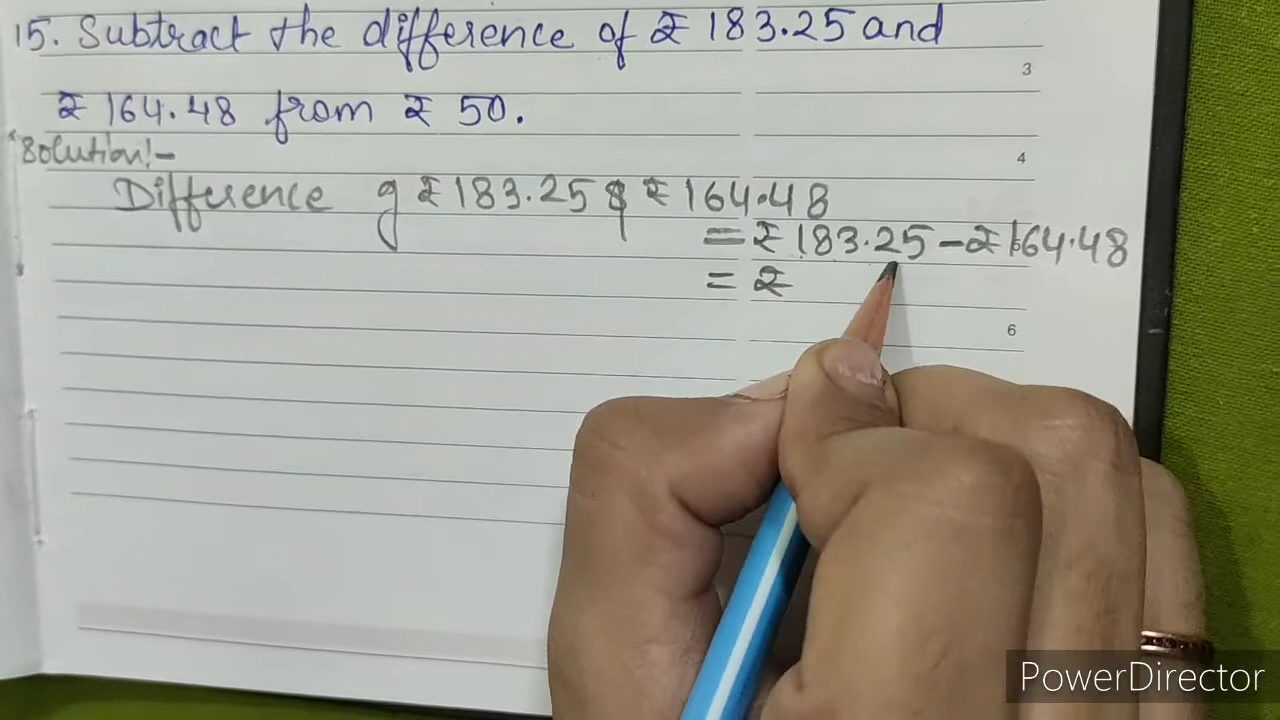 15. Subtract the difference of ₹ 183.25 and
3
₹ 164.48 from ₹ 50.
Solution:-
4
Difference of ₹ 183.25 & ₹ 164.48
= ₹ 183.25 - ₹ 164.48
= ₹
6
PowerDirector